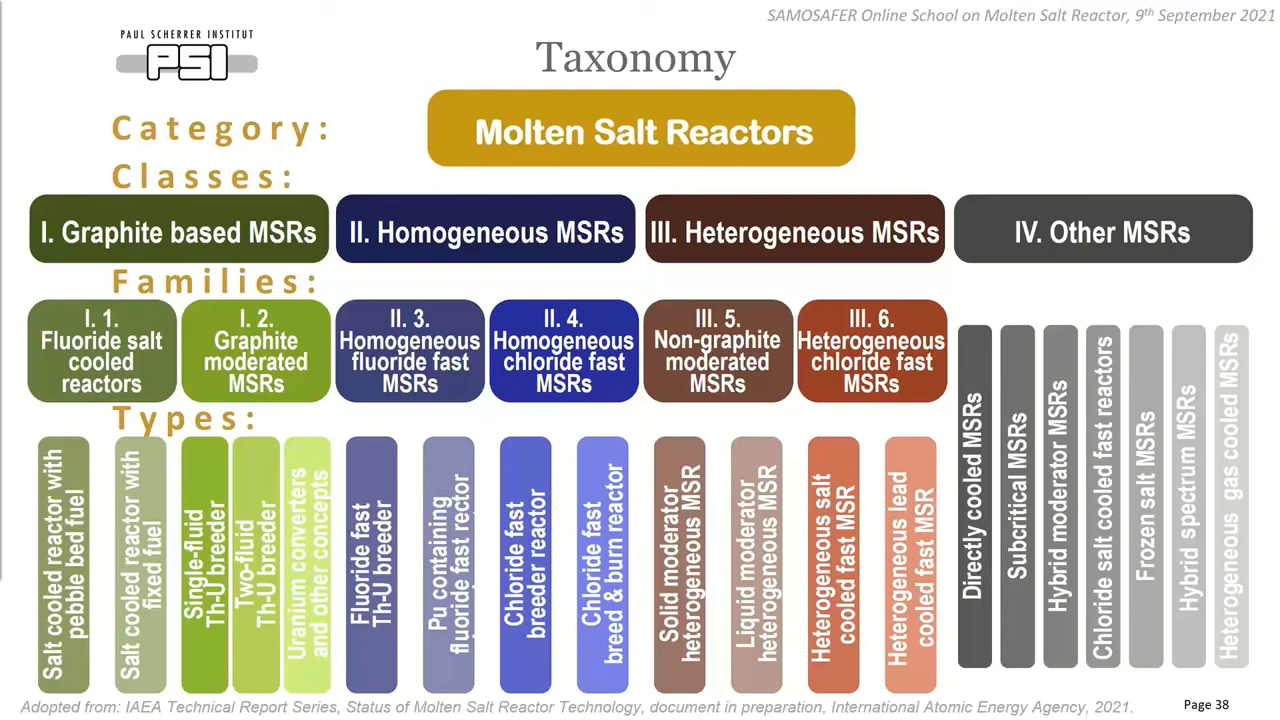 SAMOSAFER Online School on Molten Salt Reactor, 9th September 2021
PAUL SCHERRER INSTITUT
PSI
Taxonomy
Category:
Molten Salt Reactors
Classes:
I. Graphite based MSRs
II. Homogeneous MSRs
III. Heterogeneous MSRs
IV. Other MSRs
Families:
I. 1.
Fluoride salt
cooled
reactors
I. 2.
Graphite
moderated
MSRs
II. 3.
Homogeneous
fluoride fast
MSRs
II. 4.
Homogeneous
chloride fast
MSRs
III. 5.
Non-graphite
moderated
MSRs
III. 6.
Heterogeneous
chloride fast
MSRs
Types:
Salt cooled reactor with
pebble bed fuel
Salt cooled reactor with
fixed fuel
Single-fluid
Th-U breeder
Two-fluid
Th-U breeder
Uranium converters
and other concepts
Fluoride fast
Th-U breeder
Pu containing
fluoride fast rector
Chloride fast
breeder reactor
Chloride fast
breed & burn reactor
Solid moderator
heterogeneous MSR
Liquid moderator
heterogeneous MSR
Heterogeneous salt
cooled fast MSR
Heterogeneous lead
cooled fast MSR
Directly cooled MSRs
Subcritical MSRs
Hybrid moderator MSRs
Chloride salt cooled fast reactors
Frozen salt MSRs
Hybrid spectrum MSRs
Heterogeneous gas cooled MSRs
Adopted from: IAEA Technical Report Series, Status of Molten Salt Reactor Technology, document in preparation, International Atomic Energy Agency, 2021.
Page 38